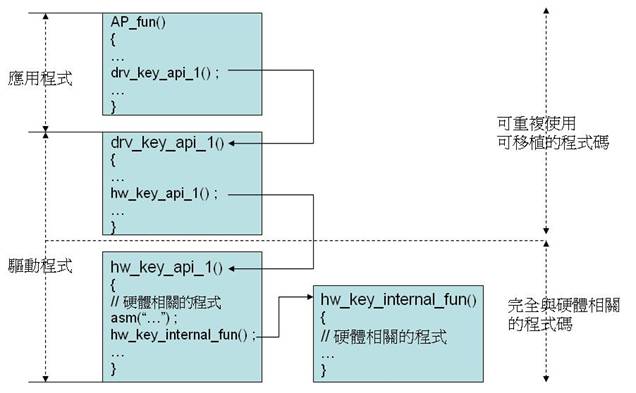 應用程式
AP_fun()
{
…
drv_key_api_1() ;
…
}
drv_key_api_1()
{
…
hw_key_api_1() ;
…
}
可重複使用
可移植的程式碼
驅動程式
hw_key_api_1()
{
// 硬體相關的程式
asm(“…”) ;
hw_key_internal_fun() ;
…
}
hw_key_internal_fun()
{
// 硬體相關的程式
…
}
完全與硬體相關
的程式碼